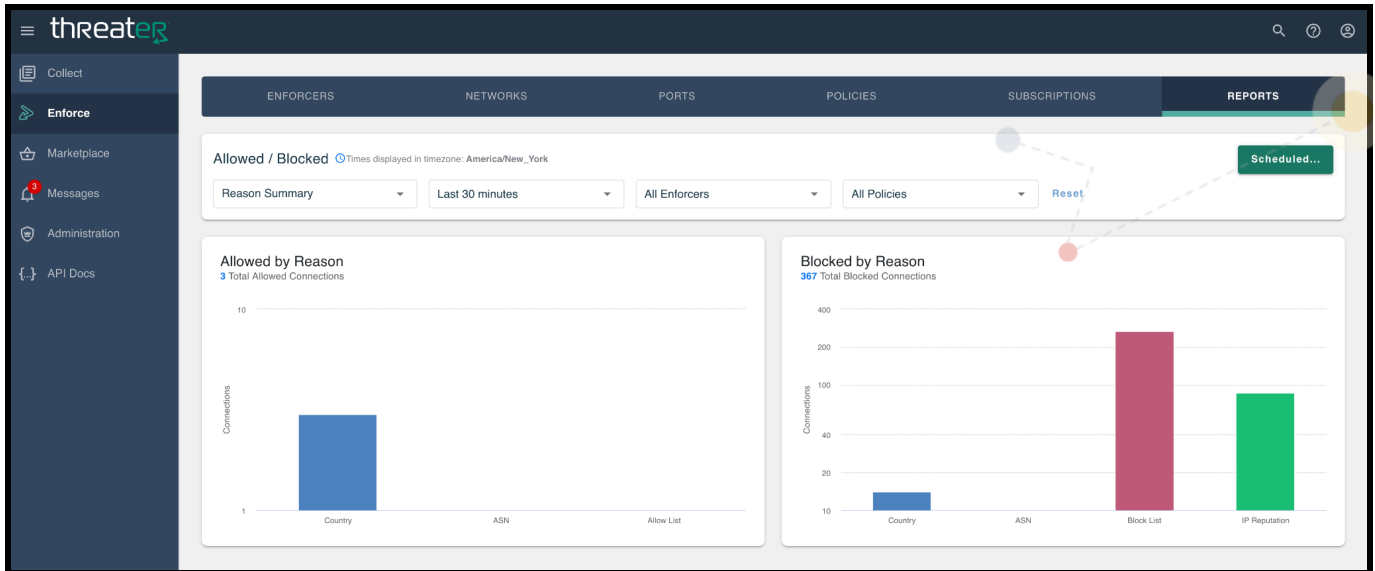 threater
Collect
Enforce
Marketplace
3
Messages
Administration
{..} API Docs
ENFORCERS NETWORKS PORTS POLICIES SUBSCRIPTIONS REPORTS
Allowed / Blocked Times displayed in timezone: America/New_York
Scheduled...
Reason Summary Last 30 minutes All Enforcers All Policies Reset
Allowed by Reason
3 Total Allowed Connections
10
Connections
1
Country ASN Allow List
Blocked by Reason
367 Total Blocked Connections
400
200
100
Connections
40
20
10
Country ASN Block List IP Reputation